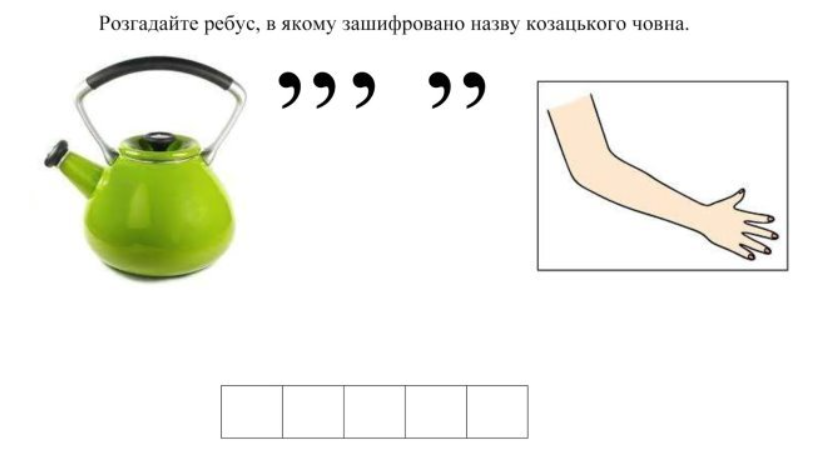 Розгадайте ребус, в якому зашифровано назву козацького човна.
,,, ,,